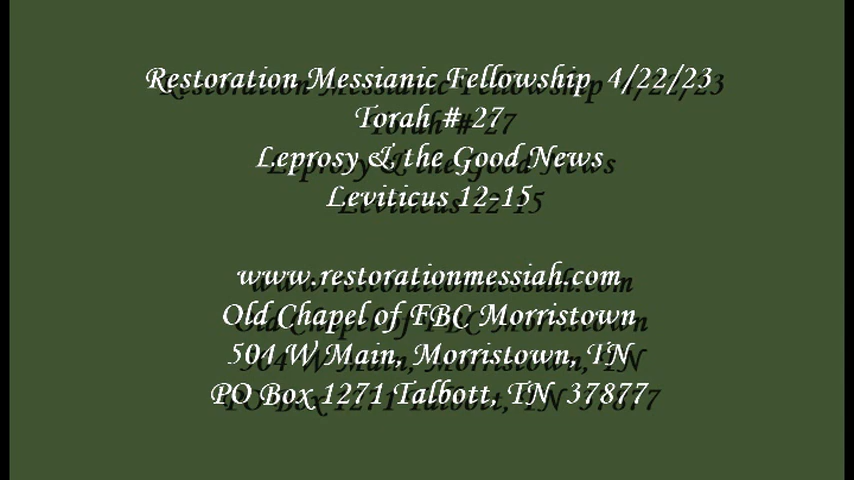 Restoration Messianic Fellowship 4/22/23
Torah # 27
Leprosy & the Good News
Leviticus 12-15
www.restorationmessiah.com
Old Chapel of FBC Morristown
504 W Main, Morristown, TN
PO Box 1271 Talbott, TN 37877